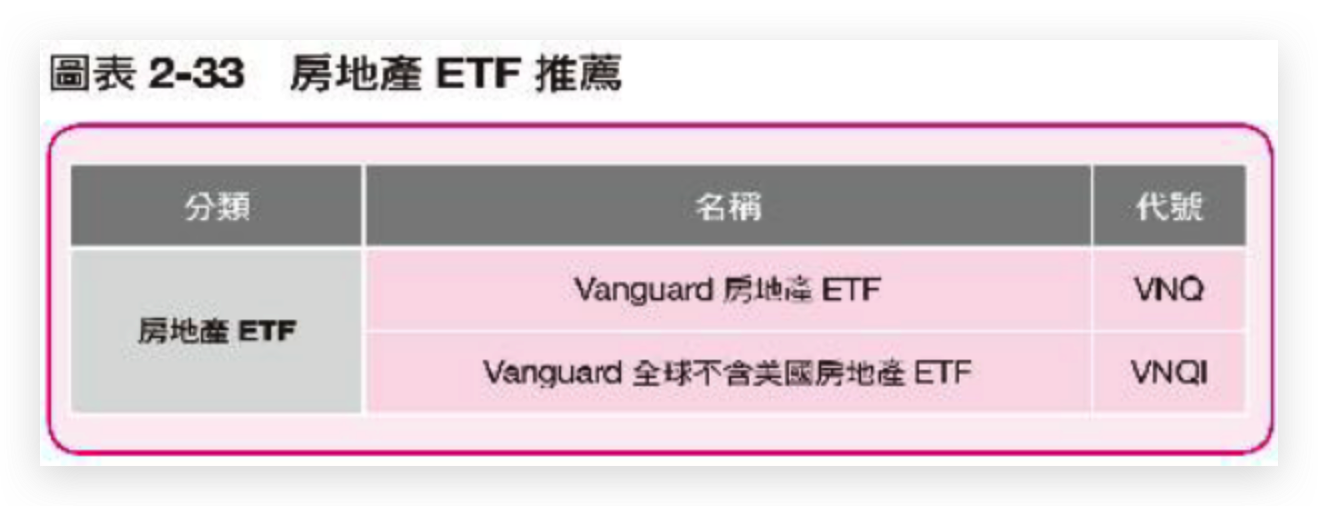 圖表 2-33 房地產 ETF 推薦
分類 名稱 代號
房地產 ETF
Vanguard 房地產 ETF VNQ
Vanguard 全球不含美國房地產 ETF VNQI